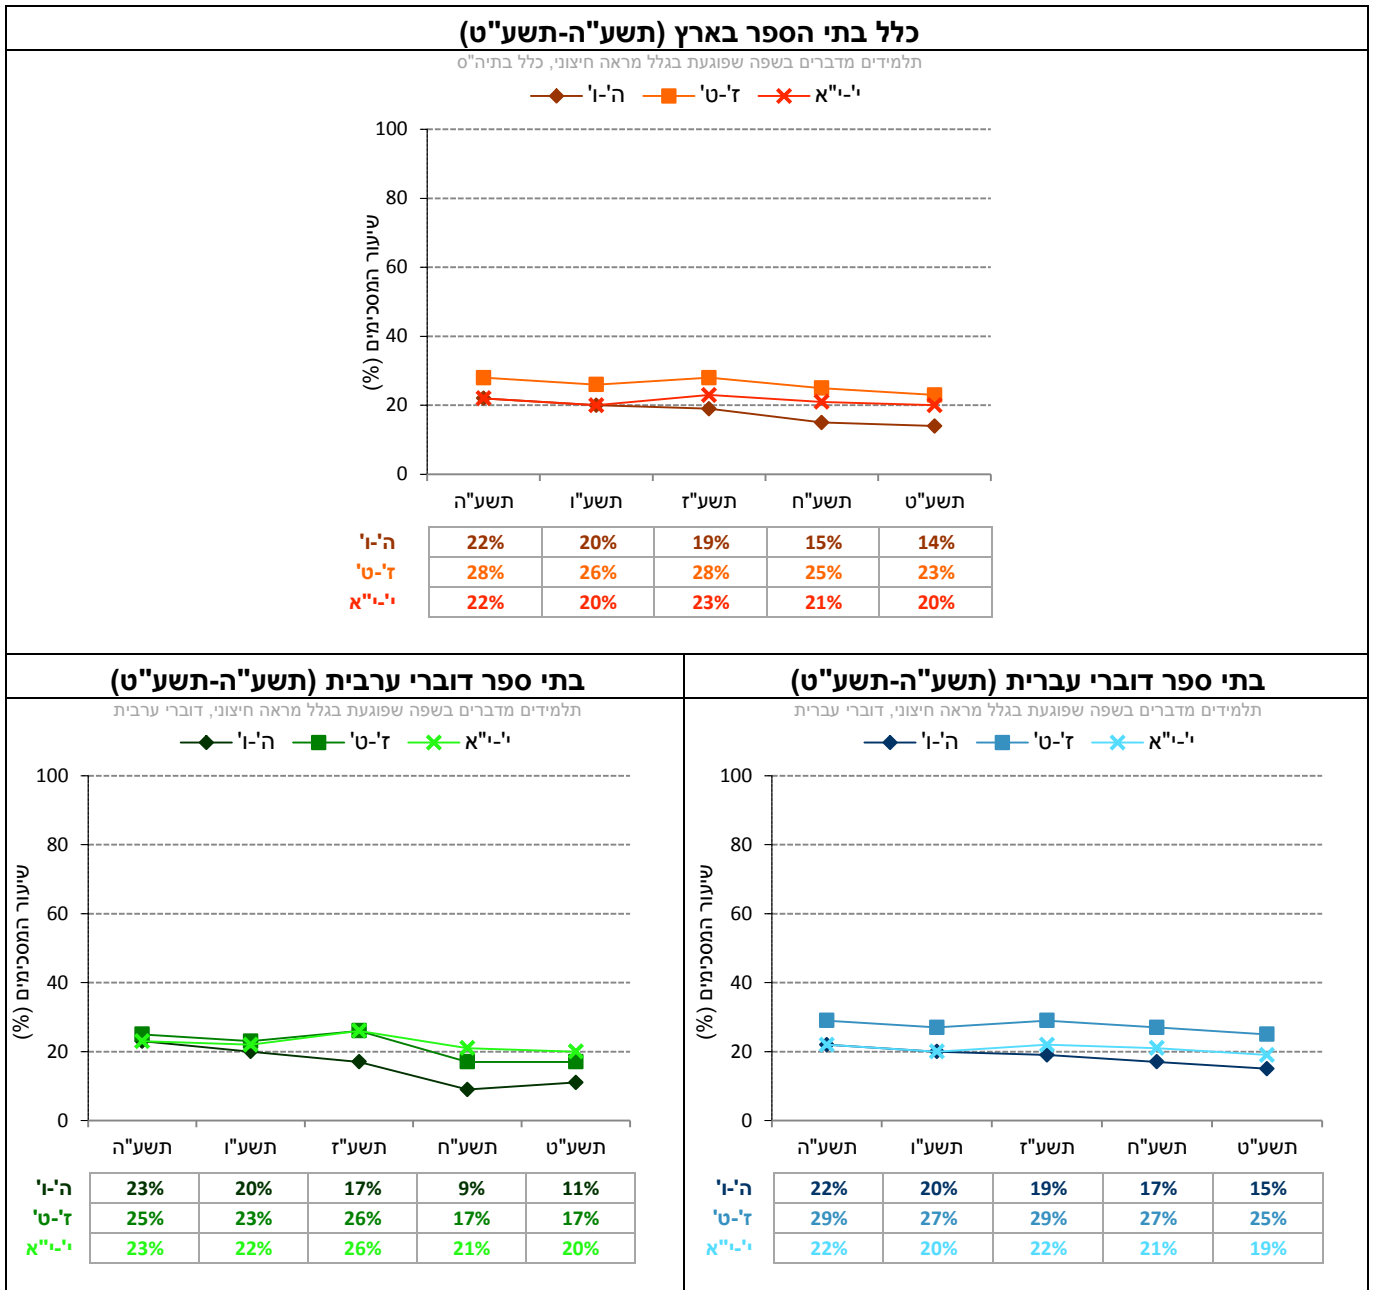 כלל בתי הספר בארץ (תשע"ה-תשע"ט)
תלמידים מדברים בשפה שפוגעת בגלל מראה חיצוני, כלל בתיה"ס
ה'-ו' ז'-ט' י'-י"א
שיעור המסכימים (%)
100
80
60
40
20
0
תשע"ה תשע"ו תשע"ז תשע"ח תשע"ט
ה'-ו' 22% 20% 19% 15% 14%
ז'-ט' 28% 26% 28% 25% 23%
י'-י"א 22% 20% 23% 21% 20%
בתי ספר דוברי עברית (תשע"ה-תשע"ט)
תלמידים מדברים בשפה שפוגעת בגלל מראה חיצוני, דוברי עברית
ה'-ו' ז'-ט' י'-י"א
שיעור המסכימים (%)
100
80
60
40
20
0
תשע"ה תשע"ו תשע"ז תשע"ח תשע"ט
ה'-ו' 22% 20% 19% 17% 15%
ז'-ט' 29% 27% 29% 27% 25%
י'-י"א 22% 20% 22% 21% 19%
בתי ספר דוברי ערבית (תשע"ה-תשע"ט)
תלמידים מדברים בשפה שפוגעת בגלל מראה חיצוני, דוברי ערבית
ה'-ו' ז'-ט' י'-י"א
שיעור המסכימים (%)
100
80
60
40
20
0
תשע"ה תשע"ו תשע"ז תשע"ח תשע"ט
ה'-ו' 23% 20% 17% 9% 11%
ז'-ט' 25% 23% 26% 17% 17%
י'-י"א 23% 22% 26% 21% 20%